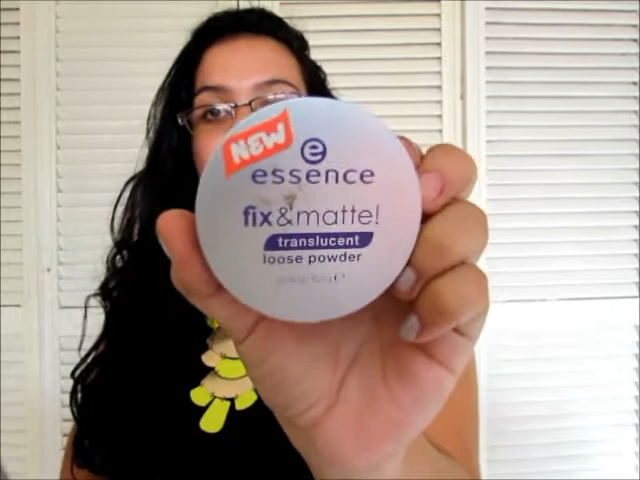 NEW
e
essence
fix&matte!
translucent
loose powder